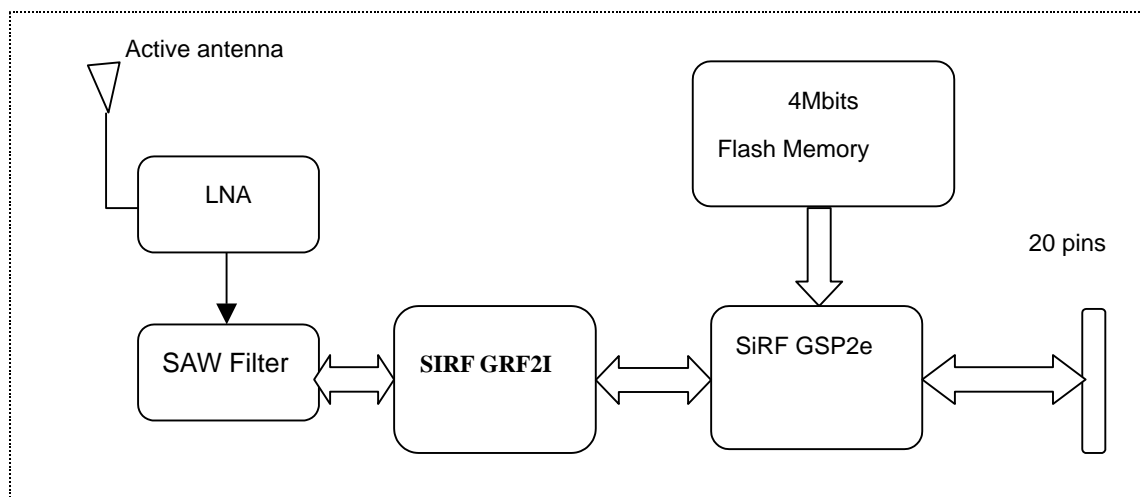 Active antenna
4Mbits
Flash Memory
LNA
20 pins
SAW Filter
SIRF GRF2I
SiRF GSP2e